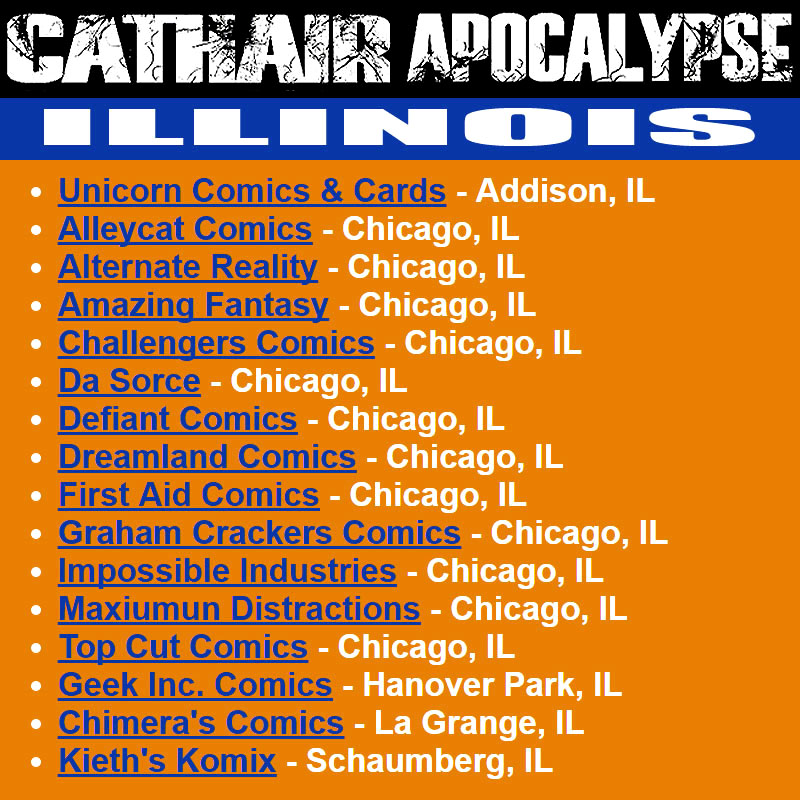 CATHAIR APOCALYPSE
ILLINOIS
• Unicorn Comics & Cards - Addison, IL
• Alleycat Comics - Chicago, IL
• Alternate Reality - Chicago, IL
• Amazing Fantasy - Chicago, IL
• Challengers Comics - Chicago, IL
• Da Sorce - Chicago, IL
• Defiant Comics - Chicago, IL
• Dreamland Comics - Chicago, IL
• First Aid Comics - Chicago, IL
• Graham Crackers Comics - Chicago, IL
• Impossible Industries - Chicago, IL
• Maxiumun Distractions - Chicago, IL
• Top Cut Comics - Chicago, IL
• Geek Inc. Comics - Hanover Park, IL
• Chimera's Comics - La Grange, IL
• Kieth's Komix - Schaumberg, IL